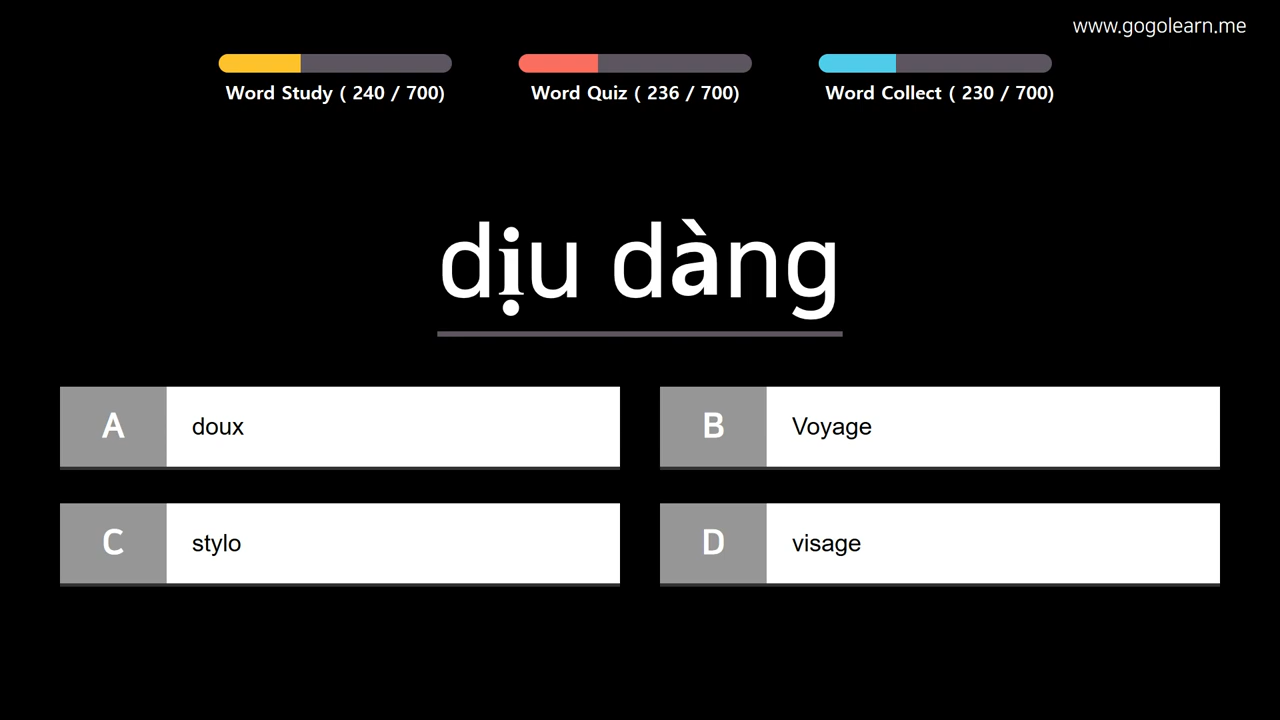 www.gogolearn.me
Word Study ( 240 / 700)
Word Quiz ( 236 / 700)
Word Collect ( 230 / 700)
dịu dàng
A doux
B Voyage
C stylo
D visage